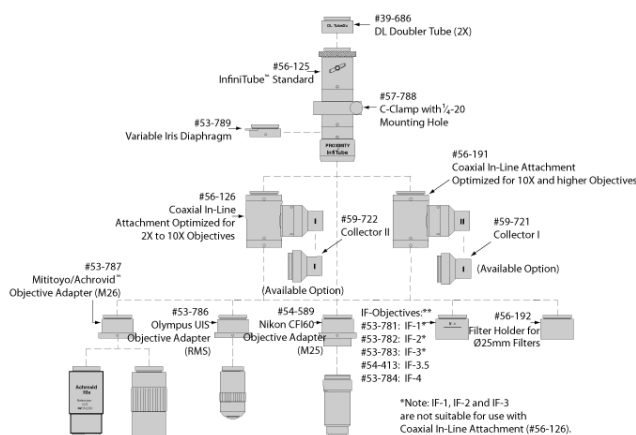 DL Tube2x
#39-686
DL Doubler Tube (2X)
#56-125
InfiniTube™ Standard
#57-788
C-Clamp with ¼-20
Mounting Hole
#53-789
Variable Iris Diaphragm
PROXIMITY
InfiniTube
#56-191
Coaxial In-Line Attachment
Optimized for 10X and higher Objectives
#56-126
Coaxial In-Line
Attachment Optimized for
2X to 10X Objectives
I
II
#59-722
Collector II
#59-721
Collector I
I
I
(Available Option)
(Available Option)
#53-787
Mititoyo/Achrovid™
Objective Adapter (M26)
#53-786
Olympus UIS
Objective Adapter
(RMS)
#54-589
Nikon CFI60
Objective Adapter
(M25)
IF-Objectives:**
#53-781: IF-1*
#53-782: IF-2*
#53-783: IF-3*
#54-413: IF-3.5
#53-784: IF-4
#56-192
Filter Holder for
Ø25mm Filters
Achroid
10x
*Note: IF-1, IF-2 and IF-3
are not suitable for use with
Coaxial In-Line Attachment (#56-126).